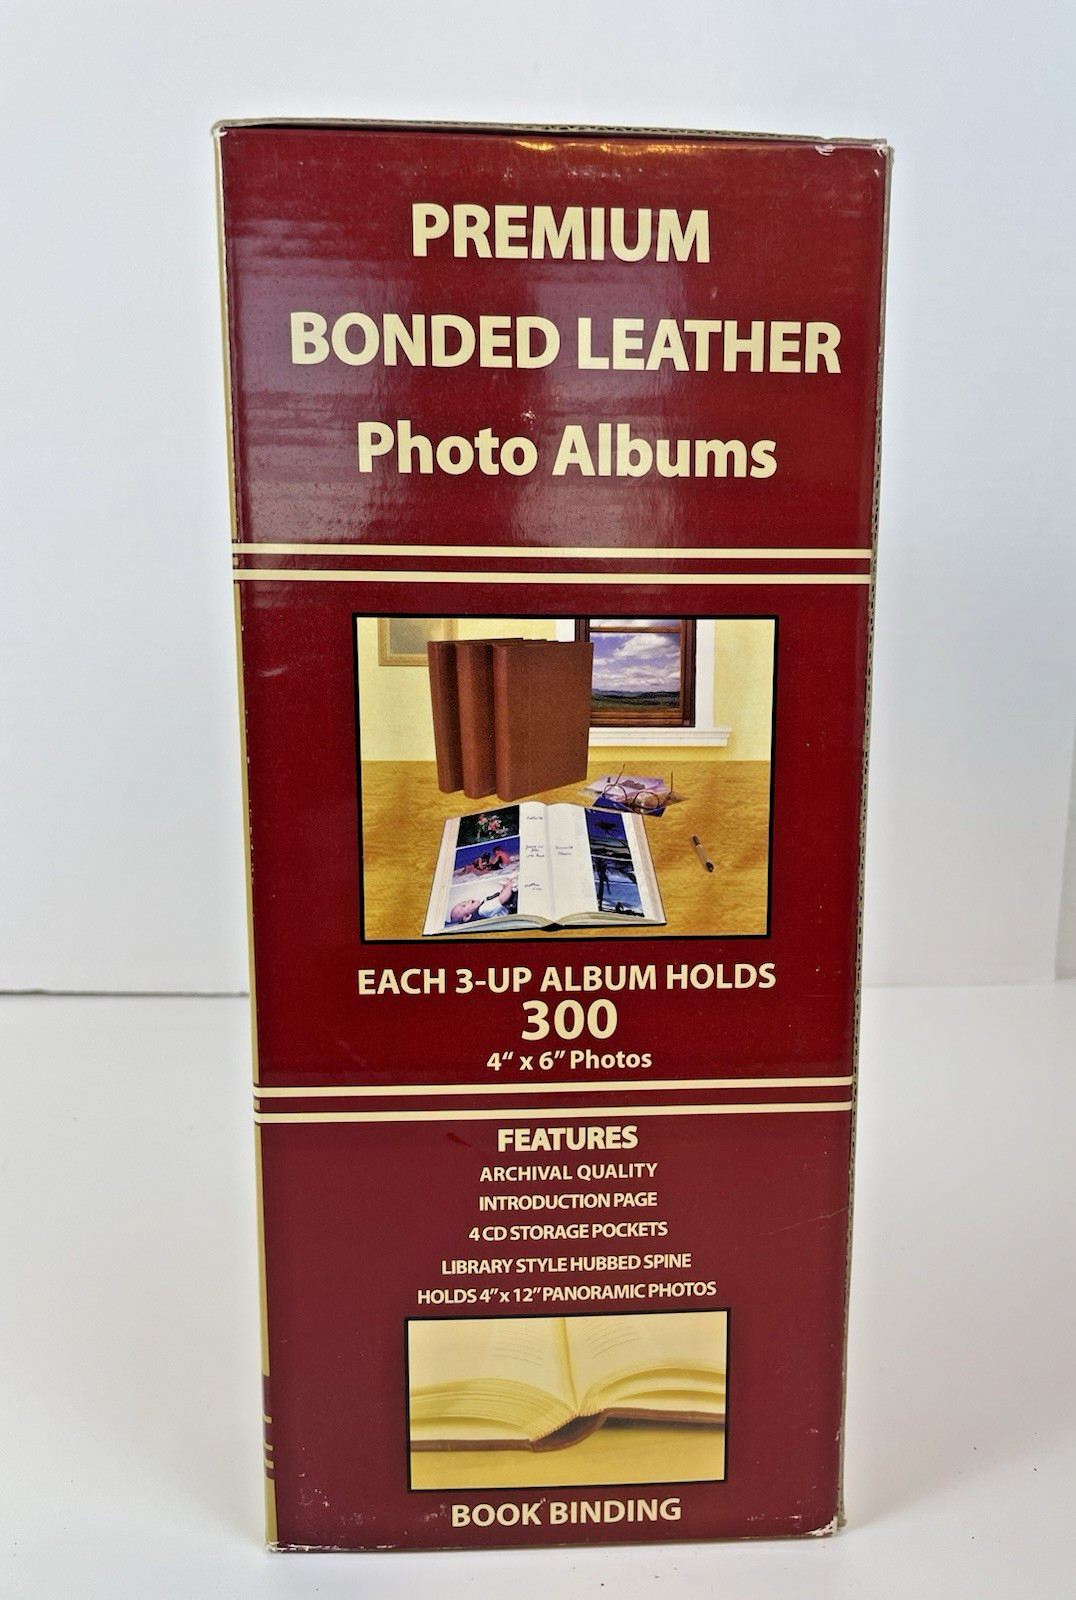 PREMIUM
BONDED LEATHER
Photo Albums
EACH 3-UP ALBUM HOLDS
300
4“ x 6” Photos
FEATURES
ARCHIVAL QUALITY
INTRODUCTION PAGE
4 CD STORAGE POCKETS
LIBRARY STYLE HUBBED SPINE
HOLDS 4” x 12” PANORAMIC PHOTOS
BOOK BINDING